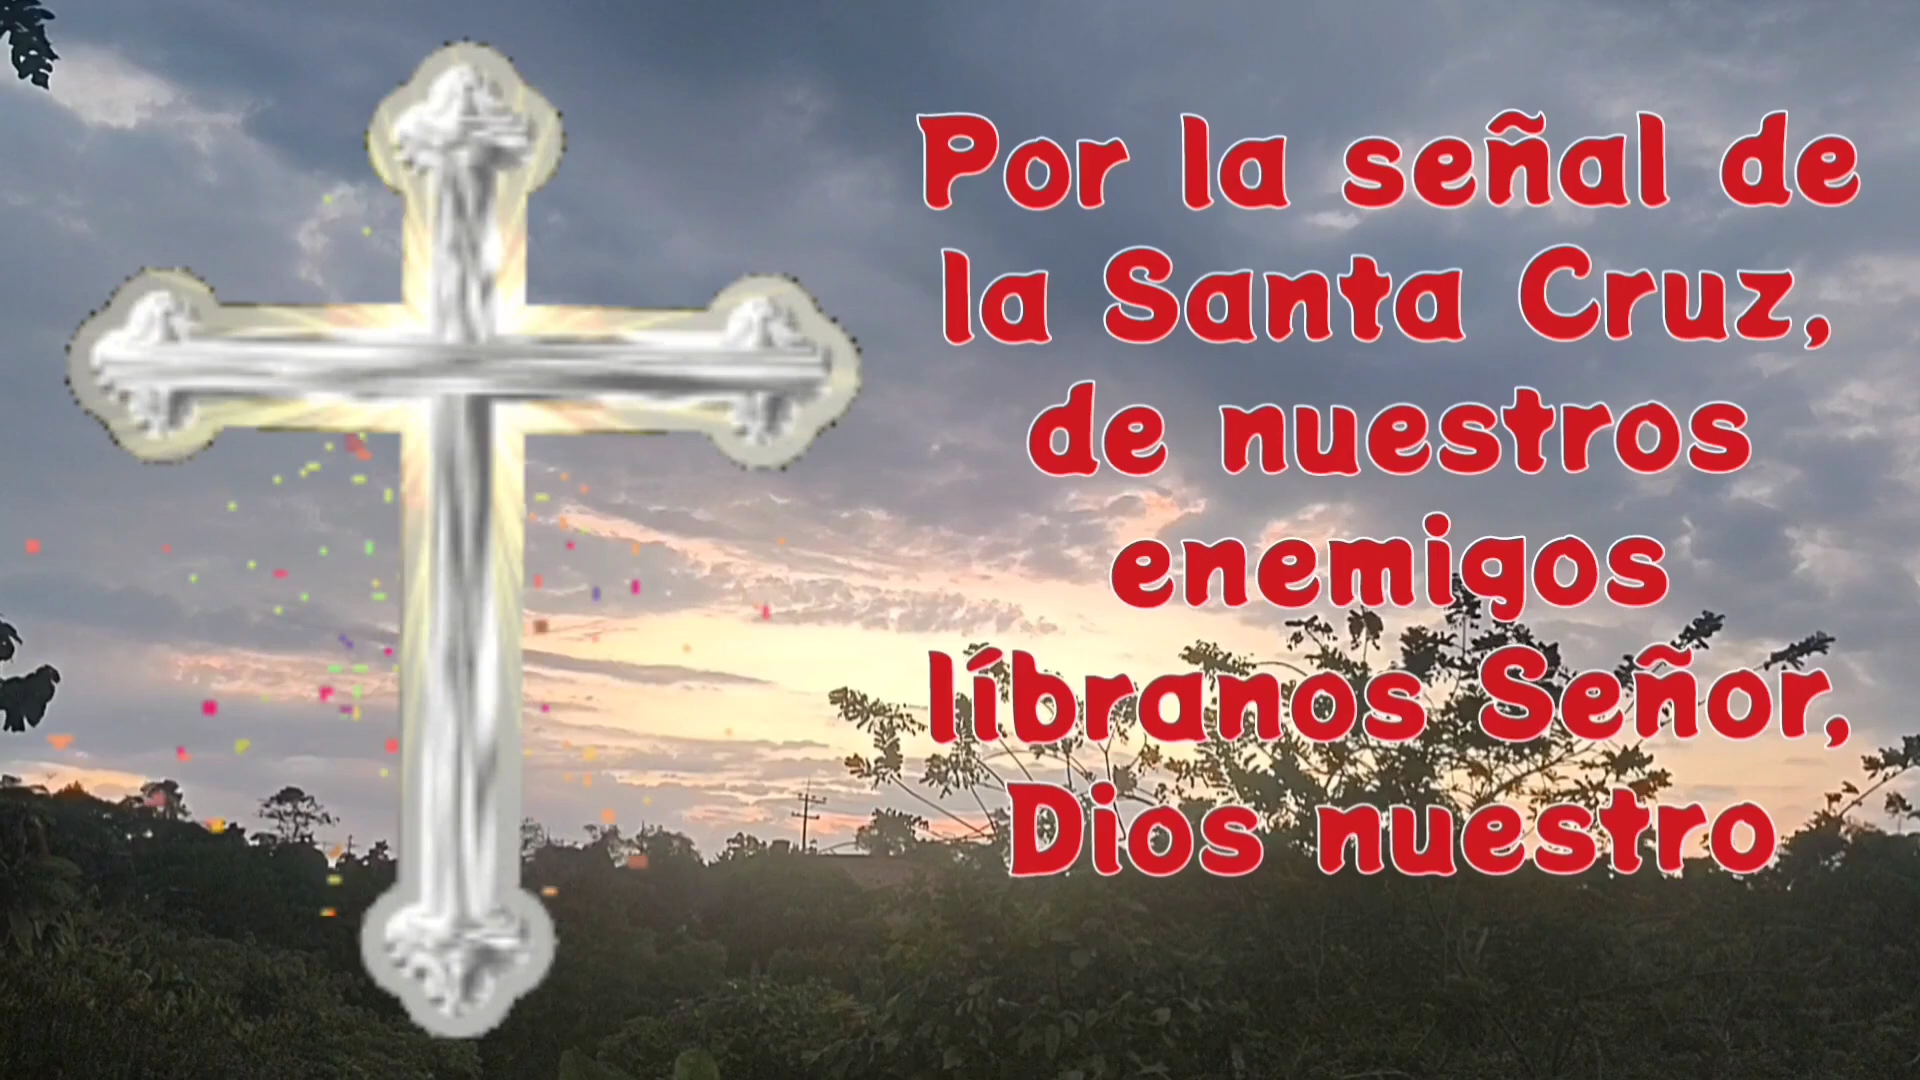 Por la señal de
la Santa Cruz,
de nuestros
enemigos
líbranos Señor,
Dios nuestro